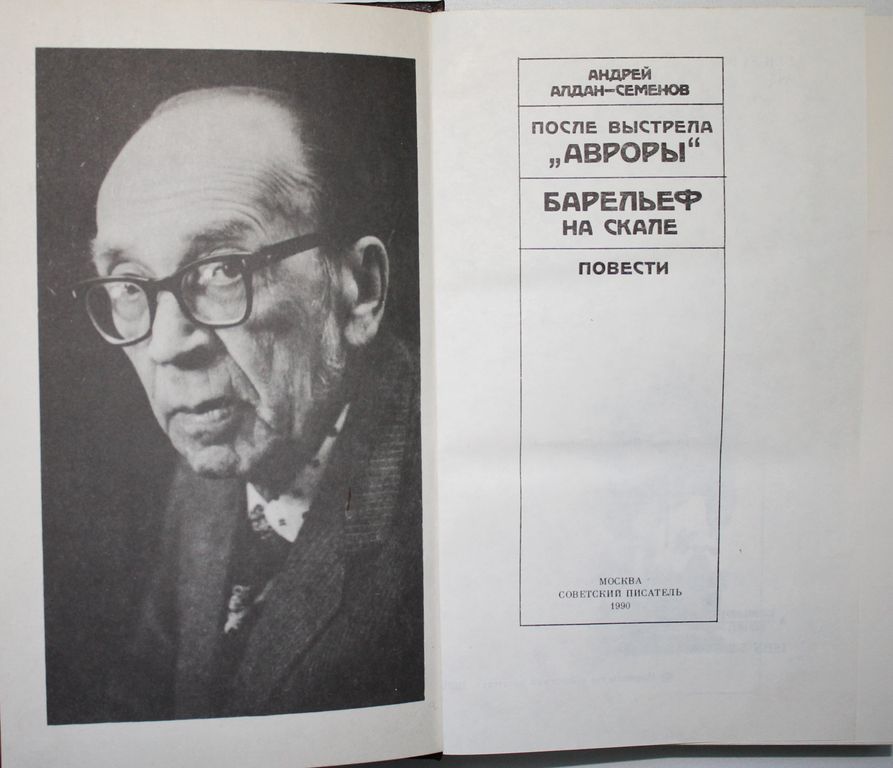 АНДРЕЙ
АЛДАН—СЕМЕНОВ
ПОСЛЕ ВЫСТРЕЛА
„АВРОРЫ“
БАРЕЛЬЕФ
НА СКАЛЕ
ПОВЕСТИ
МОСКВА
СОВЕТСКИЙ ПИСАТЕЛЬ
1990